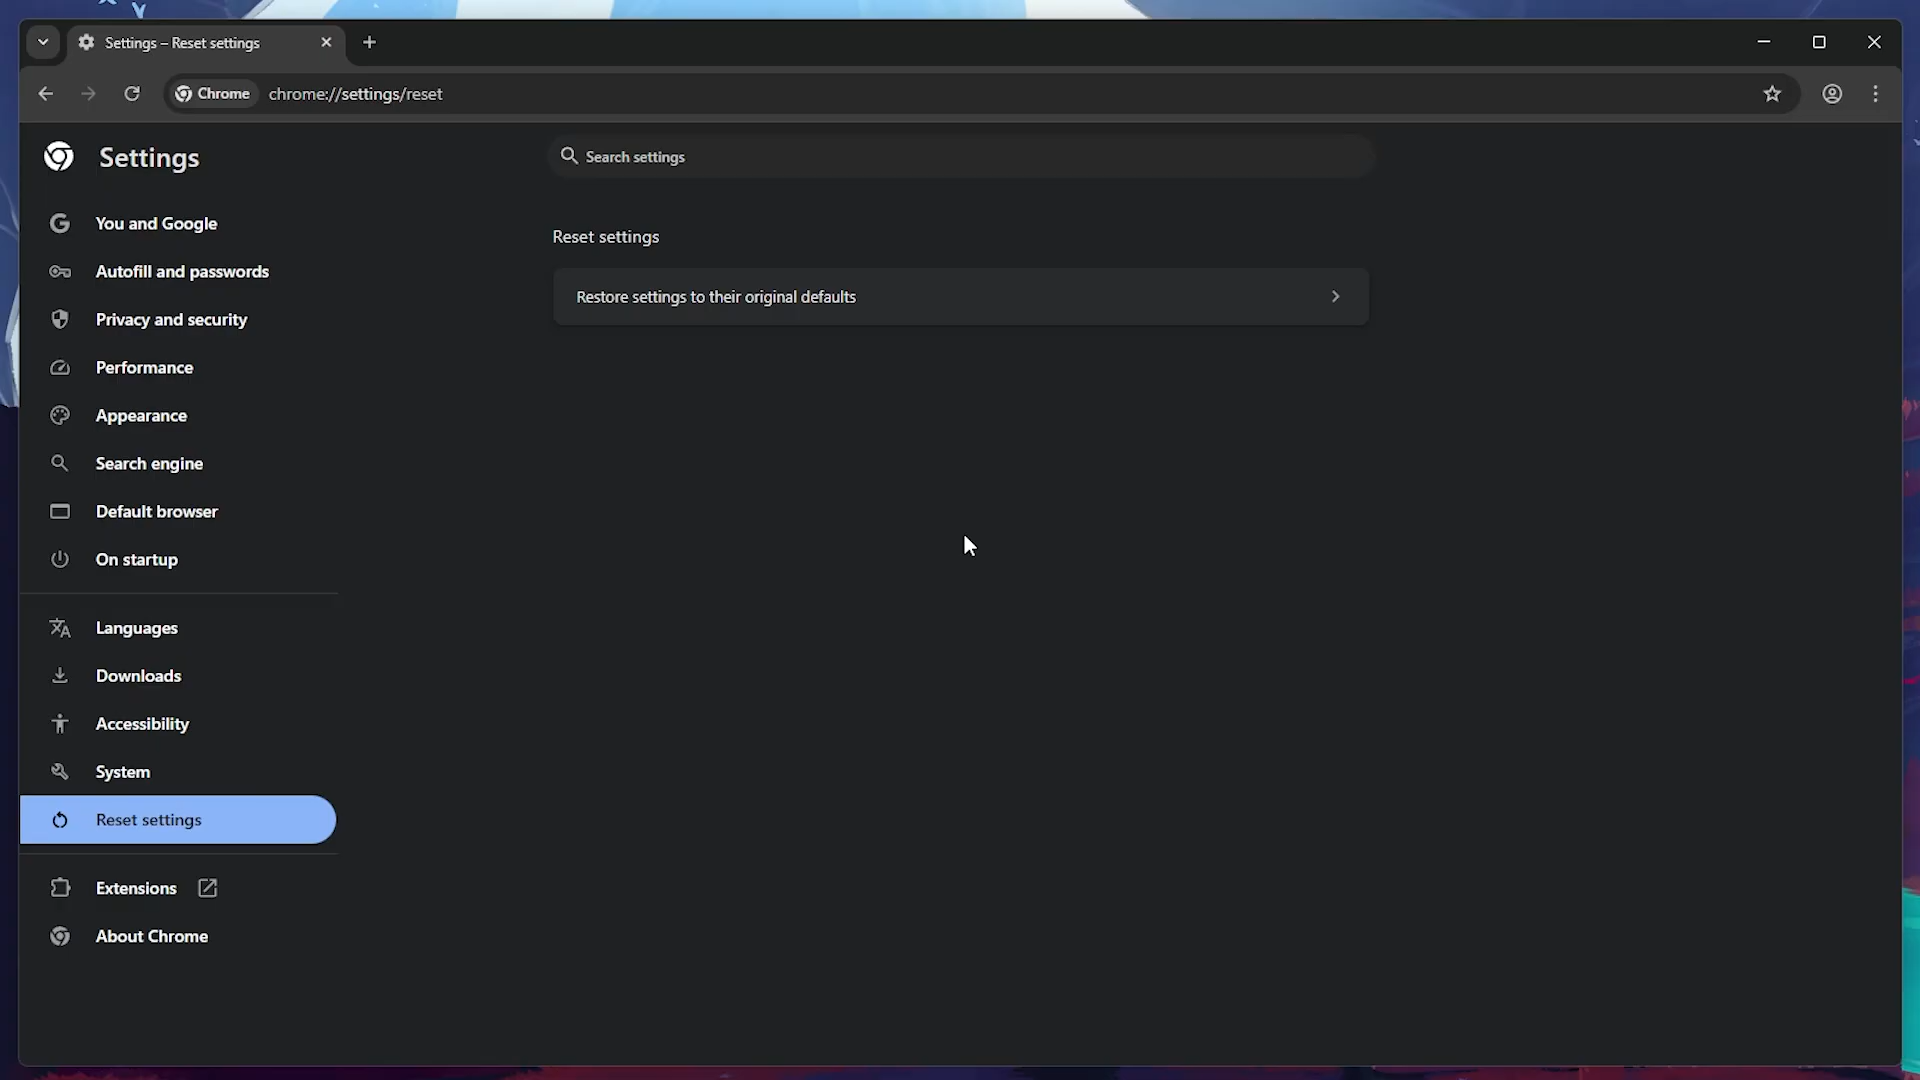 Settings – Reset settings
Chrome
chrome://settings/reset
Settings
Search settings
You and Google
Autofill and passwords
Privacy and security
Performance
Appearance
Search engine
Default browser
On startup
Languages
Downloads
Accessibility
System
Reset settings
Extensions
About Chrome
Reset settings
Restore settings to their original defaults